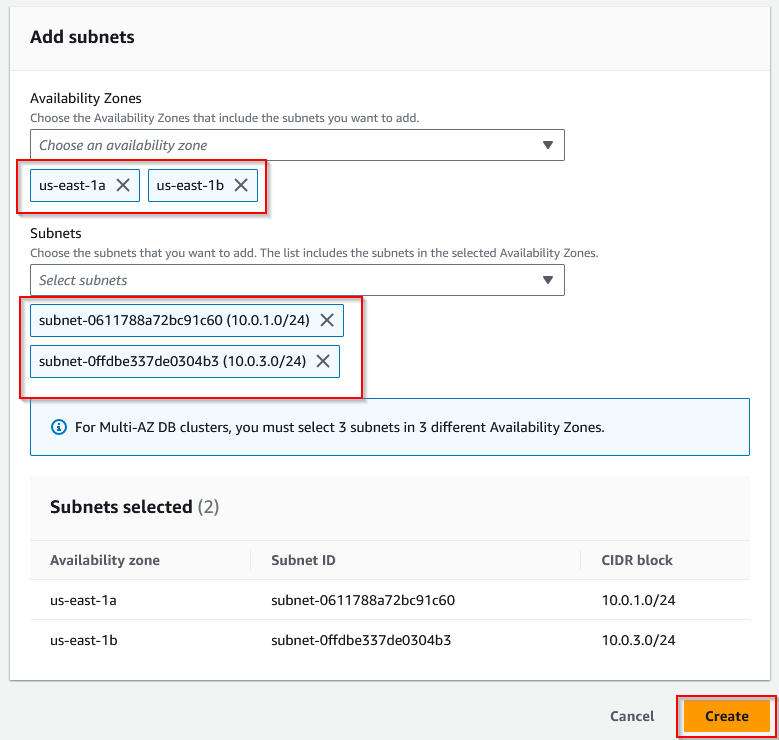 Add subnets
Availability Zones
Choose the Availability Zones that include the subnets you want to add.
Choose an availability zone
us-east-1a us-east-1b
Subnets
Choose the subnets that you want to add. The list includes the subnets in the selected Availability Zones.
Select subnets
subnet-0611788a72bc91c60 (10.0.1.0/24)
subnet-0ffdbe337de0304b3 (10.0.3.0/24)
For Multi-AZ DB clusters, you must select 3 subnets in 3 different Availability Zones.
Subnets selected (2)
Availability zone Subnet ID CIDR block
us-east-1a subnet-0611788a72bc91c60 10.0.1.0/24
us-east-1b subnet-0ffdbe337de0304b3 10.0.3.0/24
Cancel Create